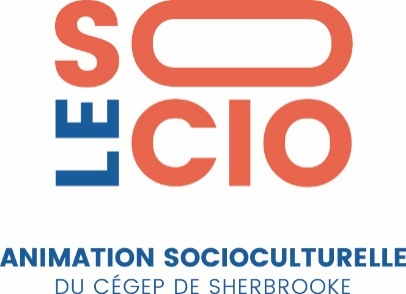 LE SO
CIO
ANIMATION SOCIOCULTURELLE
DU CÉGEP DE SHERBROOKE